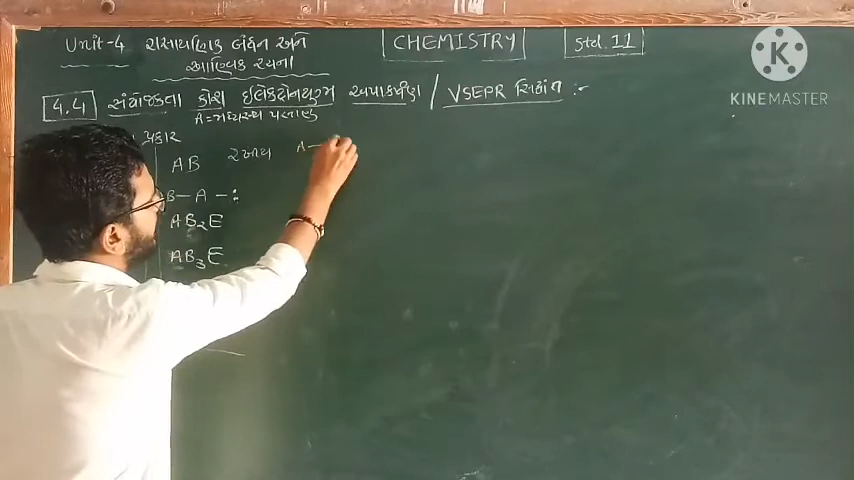 Unit-4 રાસાયણિક બંધન અને
આણ્વિક રચના
CHEMISTRY
Std. 11
4.4 સંયોજકતા કોશ ઇલેક્ટ્રોનયુગ્મ અપાકર્ષણ / VSEPR સિદ્ધાંત :-
A = મધ્યસ્થ પરમાણુ
પ્રકાર
AB રેખીય A—
B—A—:
AB₂E
AB₃E
K
KINEMASTER